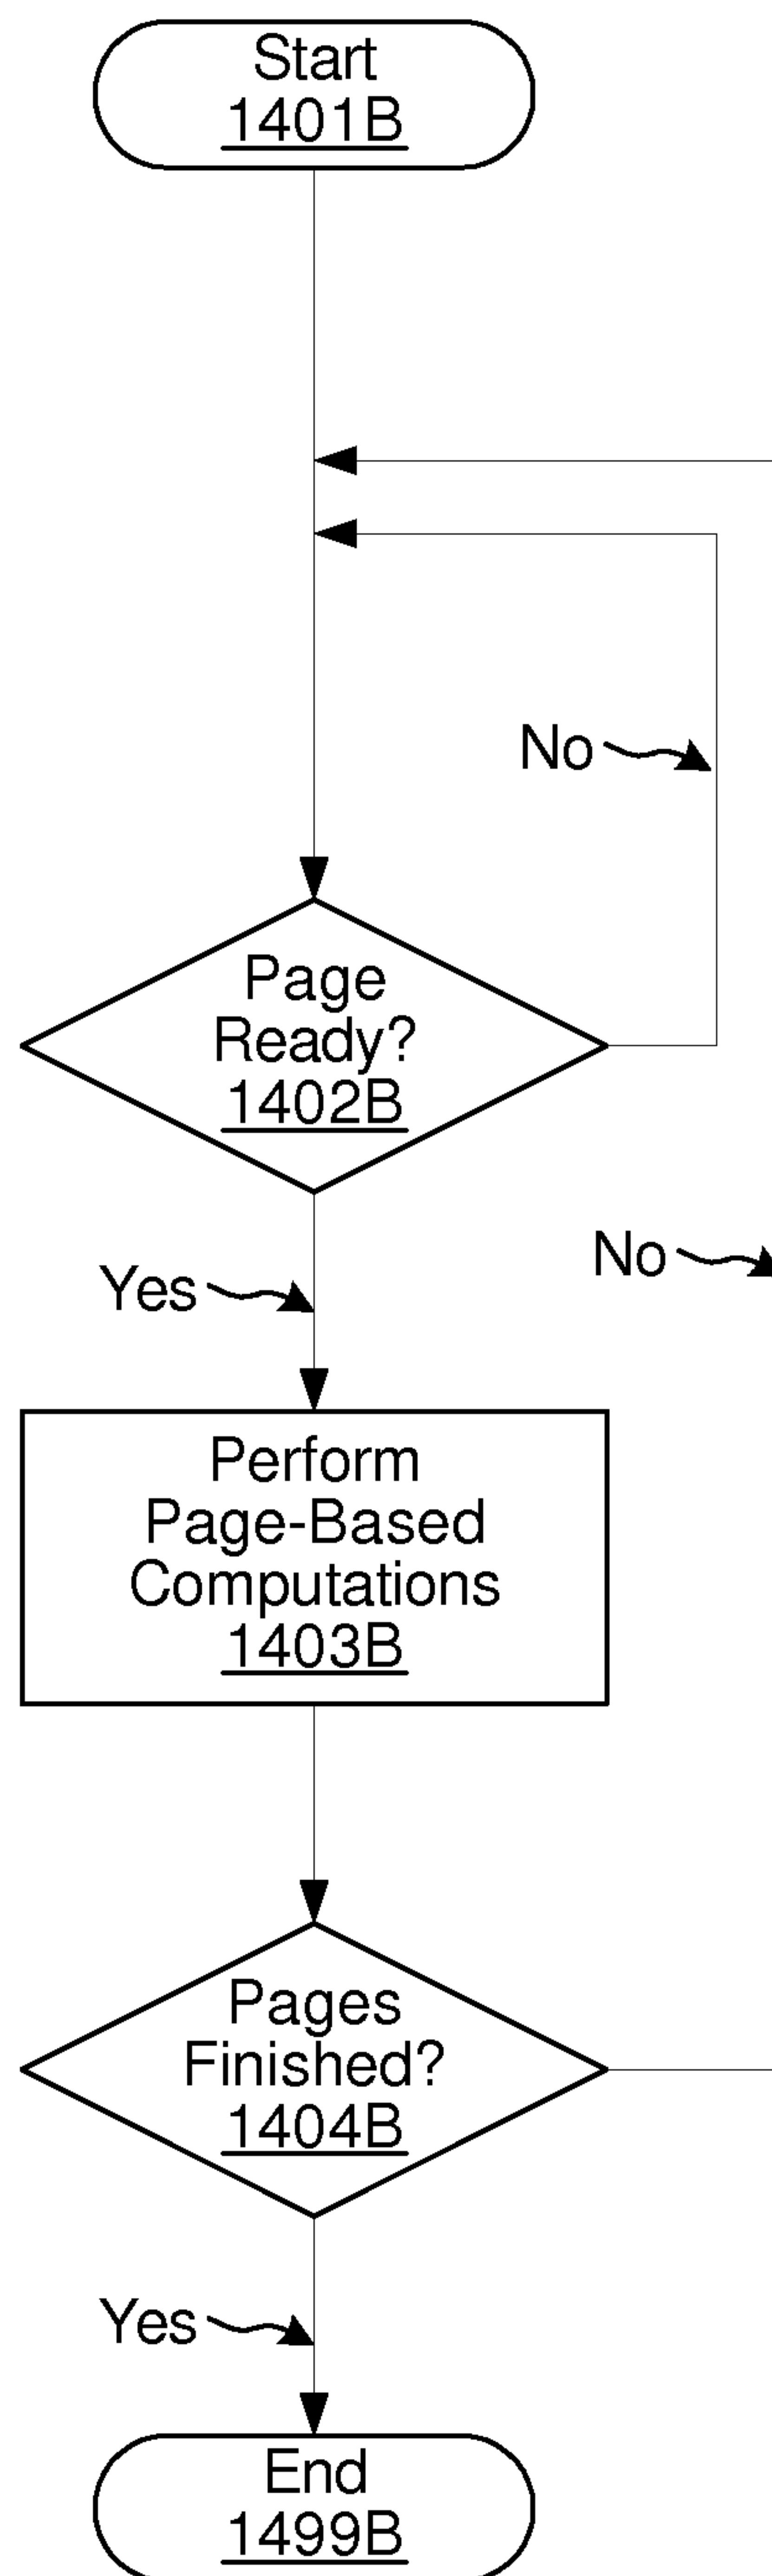 Start
1401B
No
Page
Ready?
1402B
No
Yes
Perform
Page-Based
Computations
1403B
Pages
Finished?
1404B
Yes
End
1499B